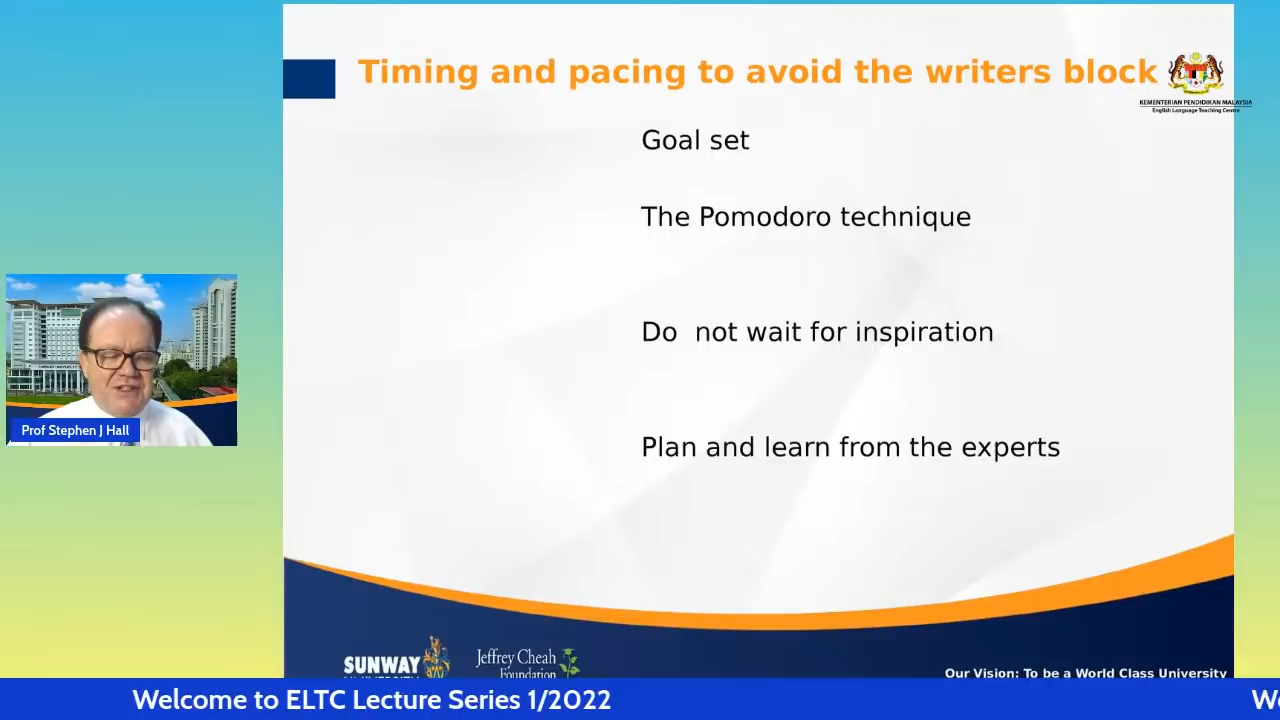 Timing and pacing to avoid the writers block
KEMENTERIAN PENDIDIKAN MALAYSIA
English Language Teaching Centre
Goal set
The Pomodoro technique
Do not wait for inspiration
Plan and learn from the experts
Prof Stephen J Hall
SUNWAY
Jeffrey Cheah
Foundation
Our Vision: To be a World Class University
Welcome to ELTC Lecture Series 1/2022
We